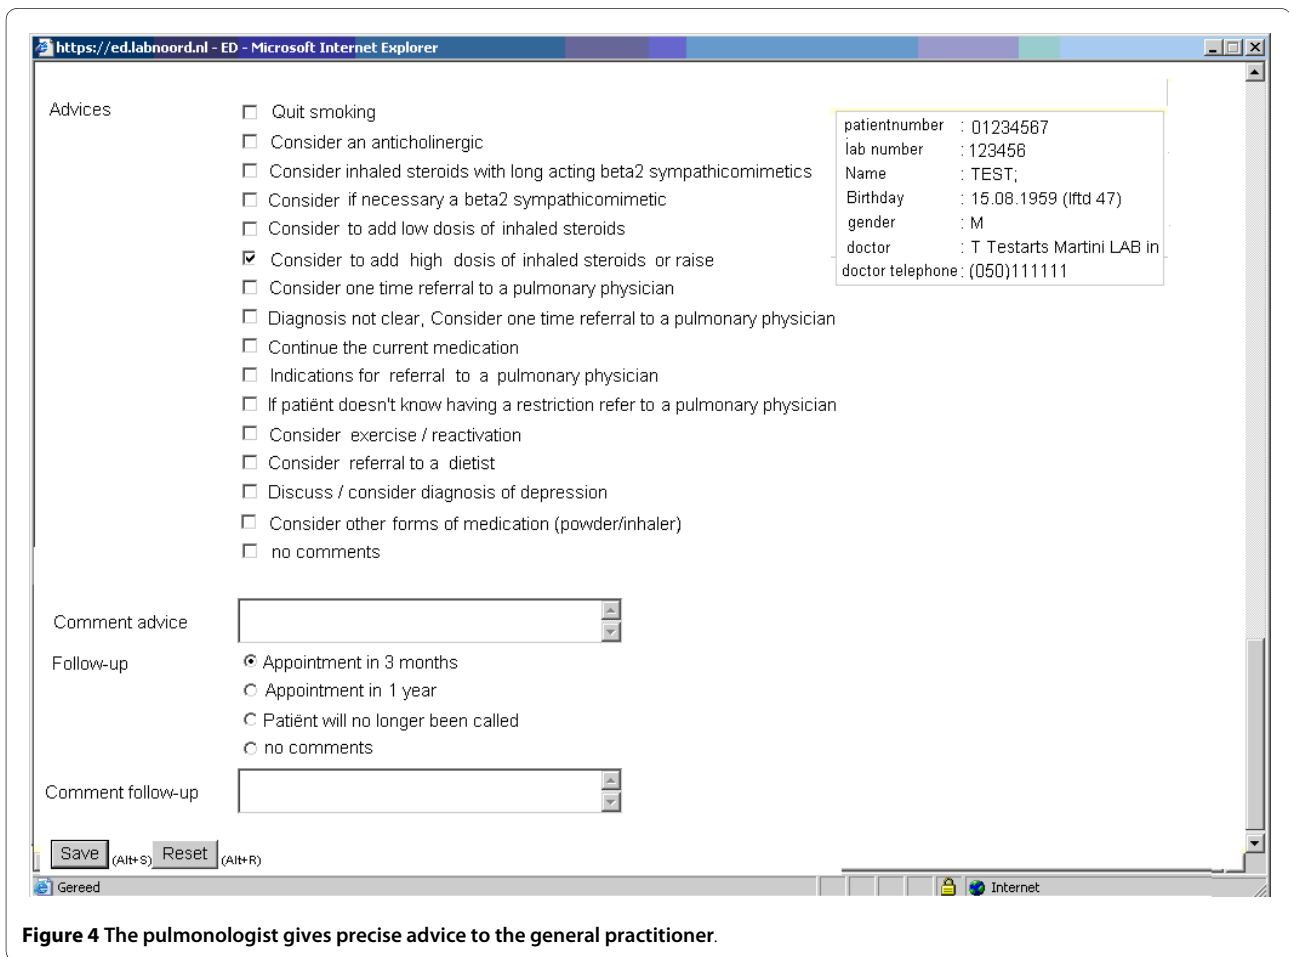 https://ed.labnoord.nl - ED - Microsoft Internet Explorer
Advices
Quit smoking
Consider an anticholinergic
Consider inhaled steroids with long acting beta2 sympathicomimetics
Consider if necessary a beta2 sympathicomimetic
Consider to add low dosis of inhaled steroids
Consider to add high dosis of inhaled steroids or raise
Consider one time referral to a pulmonary physician
Diagnosis not clear, Consider one time referral to a pulmonary physician
Continue the current medication
Indications for referral to a pulmonary physician
If patiënt doesn't know having a restriction refer to a pulmonary physician
Consider exercise / reactivation
Consider referral to a dietist
Discuss / consider diagnosis of depression
Consider other forms of medication (powder/inhaler)
no comments
patientnumber : 01234567
lab number : 123456
Name : TEST;
Birthday : 15.08.1959 (lftd 47)
gender : M
doctor : T Testarts Martini LAB in
doctor telephone : (050)111111
Comment advice
Follow-up
Appointment in 3 months
Appointment in 1 year
Patiënt will no longer been called
no comments
Comment follow-up
Save (Alt+S) Reset (Alt+R)
Gereed
Internet
Figure 4 The pulmonologist gives precise advice to the general practitioner.